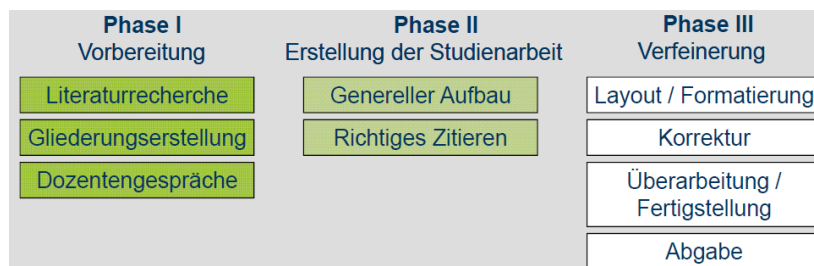 Phase I
Vorbereitung
Literaturrecherche
Gliederungserstellung
Dozentengespräche
Phase II
Erstellung der Studienarbeit
Genereller Aufbau
Richtiges Zitieren
Phase III
Verfeinerung
Layout / Formatierung
Korrektur
Überarbeitung /
Fertigstellung
Abgabe